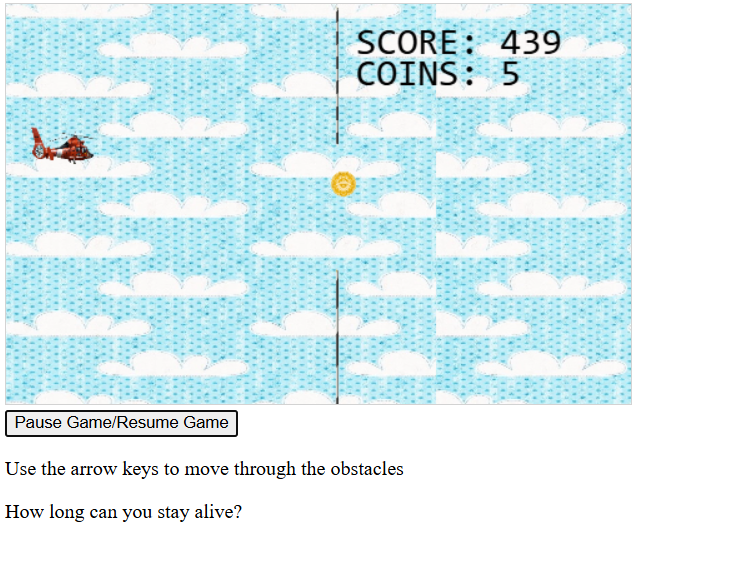 SCORE: 439
COINS: 5
Pause Game/Resume Game
Use the arrow keys to move through the obstacles
How long can you stay alive?